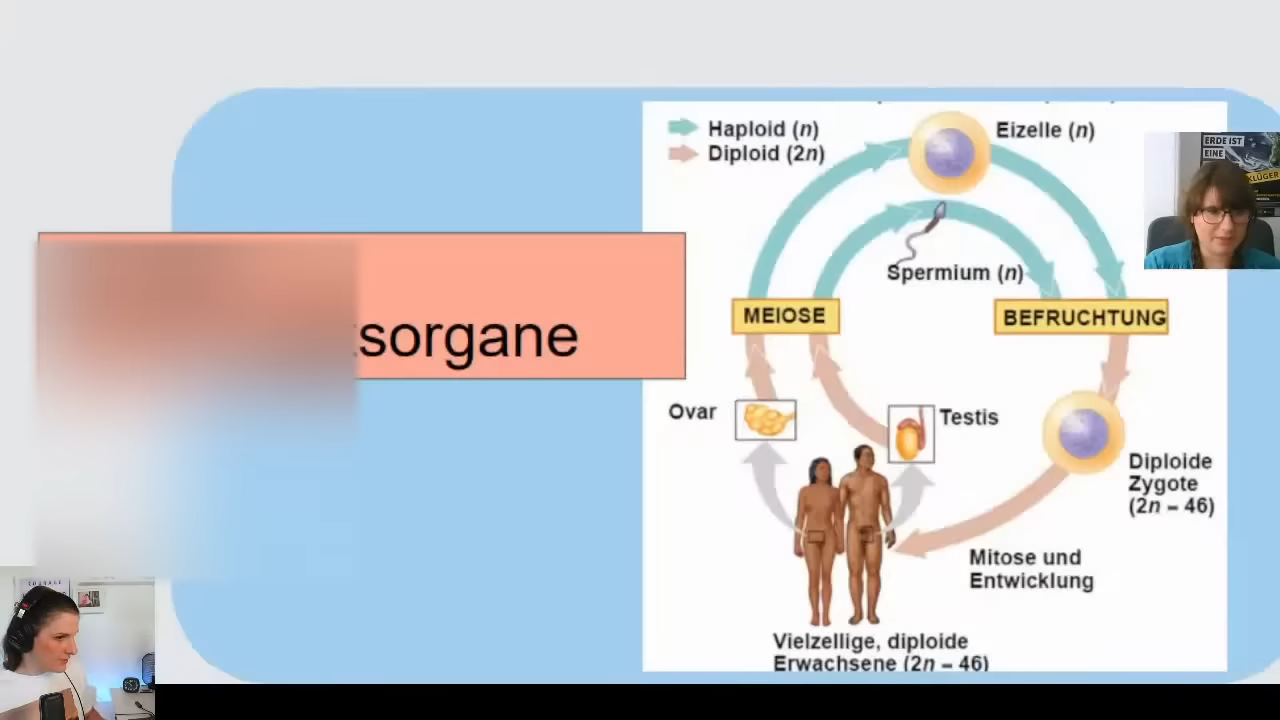 Haploid (n)
Diploid (2n)
Eizelle (n)
ERDE IST
EINE
KLÜGER
Spermium (n)
MEIOSE
BEFRUCHTUNG
sorgane
Ovar
Testis
Diploide
Zygote
(2n – 46)
Mitose und
Entwicklung
Vielzellige, diploide
Erwachsene (2n – 46)